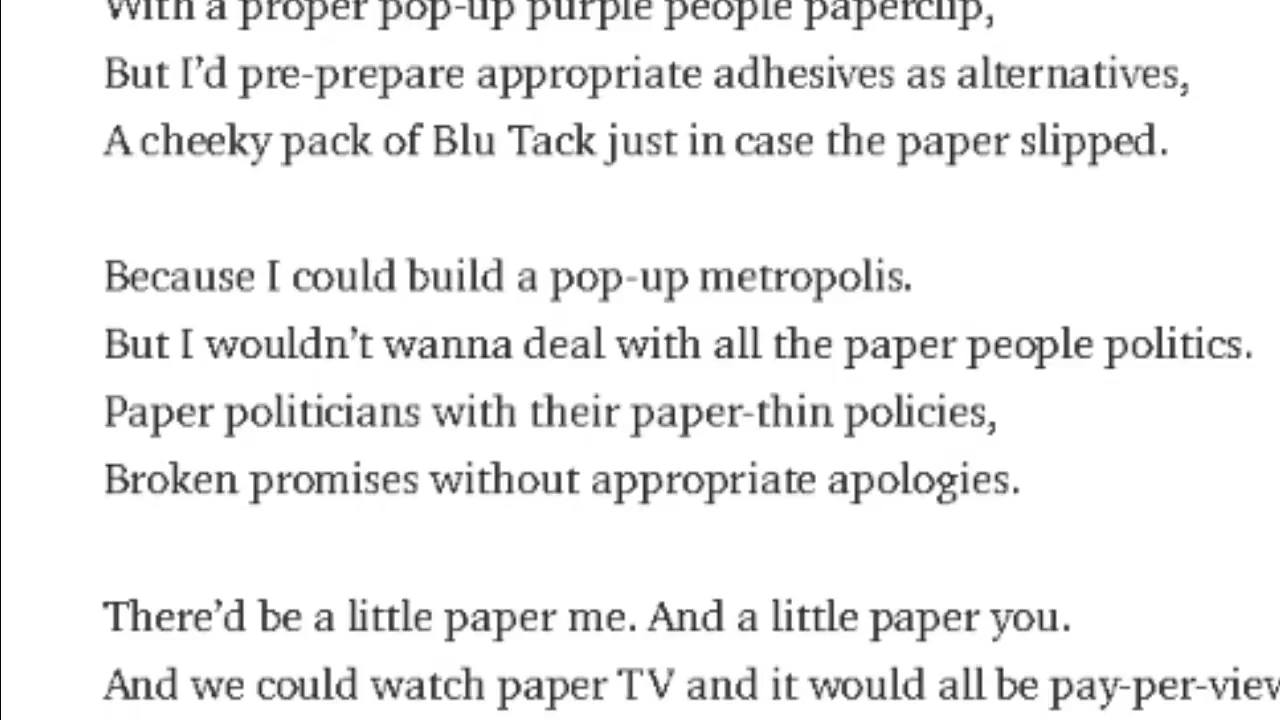 With a proper pop-up purple people paperclip,
But I’d pre-prepare appropriate adhesives as alternatives,
A cheeky pack of Blu Tack just in case the paper slipped.
Because I could build a pop-up metropolis.
But I wouldn’t wanna deal with all the paper people politics.
Paper politicians with their paper-thin policies,
Broken promises without appropriate apologies.
There’d be a little paper me. And a little paper you.
And we could watch paper TV and it would all be pay-per-view